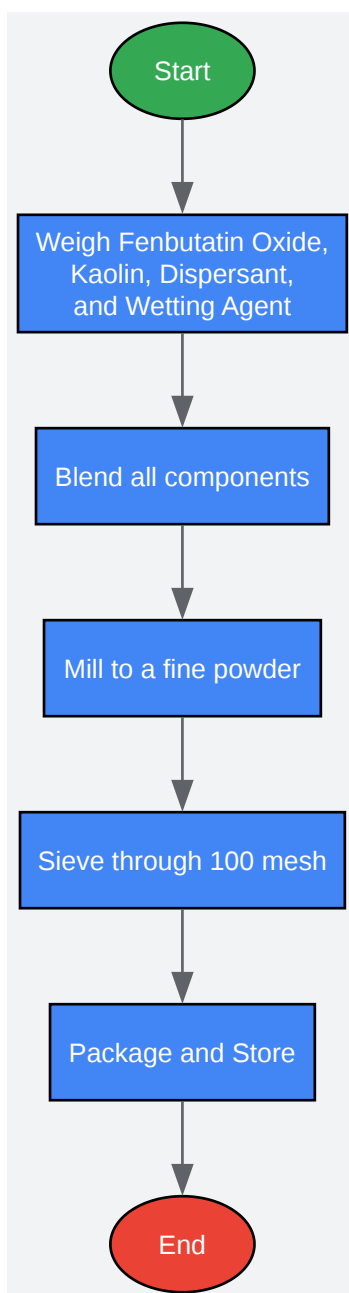 Start
Weigh Fenbutatin Oxide,
Kaolin, Dispersant,
and Wetting Agent
Blend all components
Mill to a fine powder
Sieve through 100 mesh
Package and Store
End